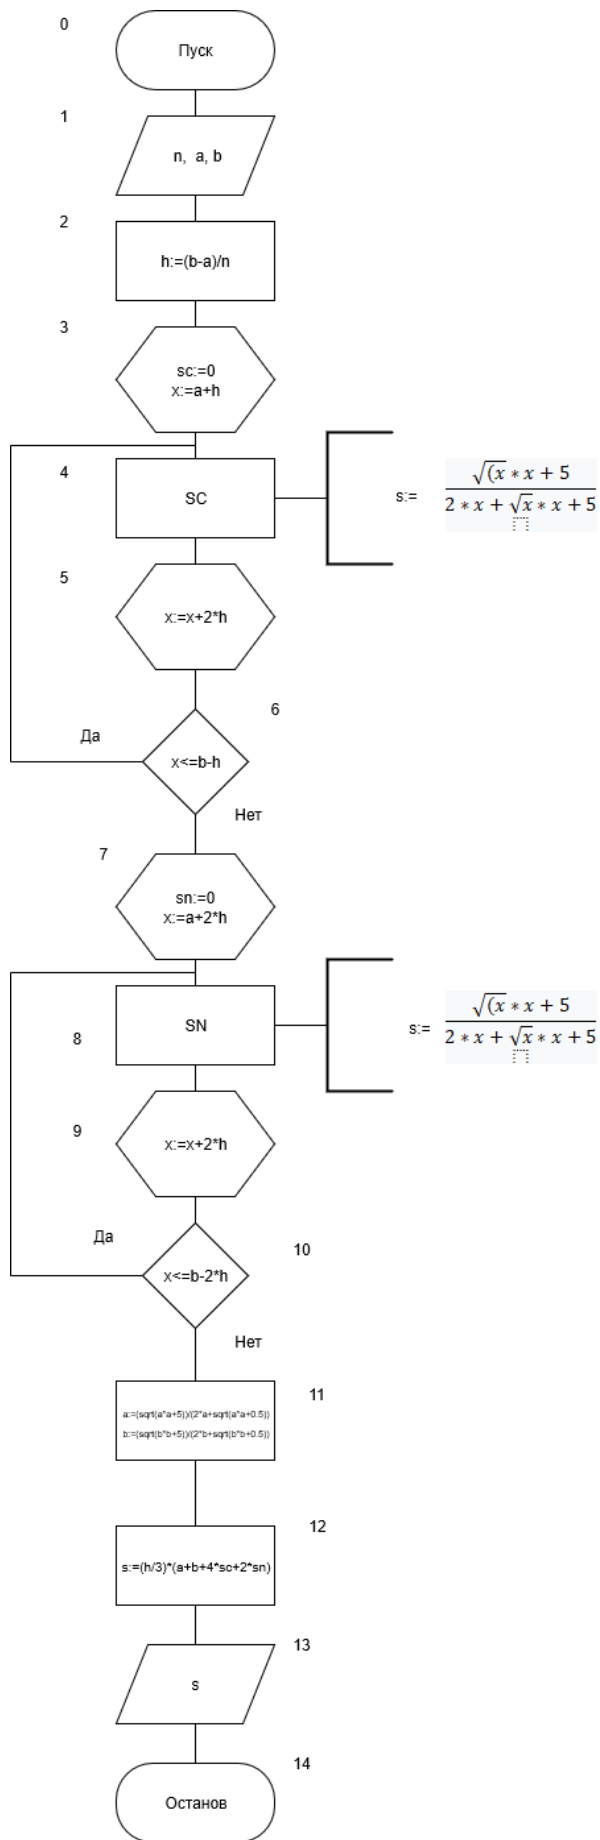 0
Пуск
1
n, a, b
2
h:=(b-a)/n
3
sc:=0
x:=a+h
4
SC
s:= √(x * x + 5
2 * x + √x * x + 5
5
x:=x+2*h
6
Да
x<=b-h
Нет
7
sn:=0
x:=a+2*h
8
SN
s:= √(x * x + 5
2 * x + √x * x + 5
9
x:=x+2*h
Да
10
x<=b-2*h
Нет
11
a:=(sqrt(a*a+5))/(2*a+sqrt(a*a+0.5))
b:=(sqrt(b*b+5))/(2*b+sqrt(b*b+0.5))
12
s:=(h/3)*(a+b+4*sc+2*sn)
13
s
14
Останов